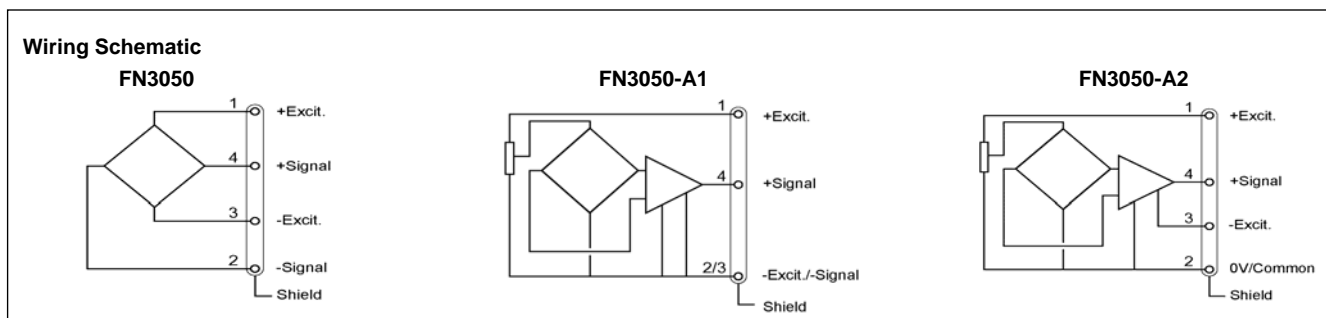 Wiring Schematic
FN3050
1 +Excit.
4 +Signal
3 -Excit.
2 -Signal
Shield
FN3050-A1
1 +Excit.
4 +Signal
2/3 -Excit./-Signal
Shield
FN3050-A2
1 +Excit.
4 +Signal
3 -Excit.
2 0V/Common
Shield